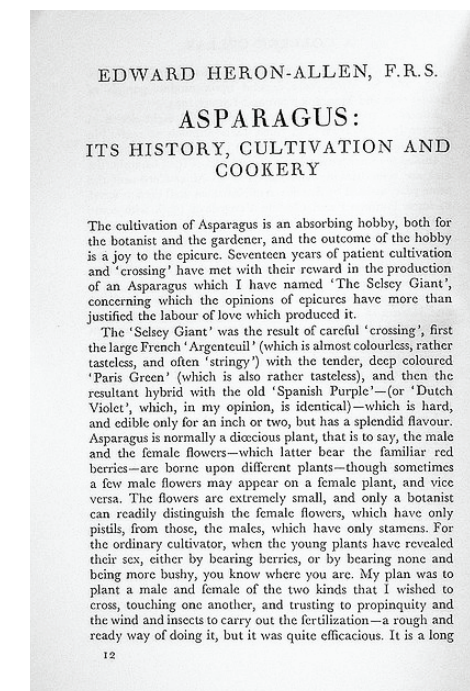 EDWARD HERON-ALLEN, F.R.S.
ASPARAGUS:
ITS HISTORY, CULTIVATION AND
COOKERY
The cultivation of Asparagus is an absorbing hobby, both for
the botanist and the gardener, and the outcome of the hobby
is a joy to the epicure. Seventeen years of patient cultivation
and ‘crossing’ have met with their reward in the production
of an Asparagus which I have named ‘The Selsey Giant’,
concerning which the opinions of epicures have more than
justified the labour of love which produced it.
The ‘Selsey Giant’ was the result of careful ‘crossing’, first
the large French ‘Argenteuil’ (which is almost colourless, rather
tasteless, and often ‘stringy’) with the tender, deep coloured
‘Paris Green’ (which is also rather tasteless), and then the
resultant hybrid with the old ‘Spanish Purple’—(or ‘Dutch
Violet’, which, in my opinion, is identical)—which is hard,
and edible only for an inch or two, but has a splendid flavour.
Asparagus is normally a diœcious plant, that is to say, the male
and the female flowers—which latter bear the familiar red
berries—are borne upon different plants—though sometimes
a few male flowers may appear on a female plant, and vice
versa. The flowers are extremely small, and only a botanist
can readily distinguish the female flowers, which have only
pistils, from those, the males, which have only stamens. For
the ordinary cultivator, when the young plants have revealed
their sex, either by bearing berries, or by bearing none and
being more bushy, you know where you are. My plan was to
plant a male and female of the two kinds that I wished to
cross, touching one another, and trusting to propinquity and
the wind and insects to carry out the fertilization—a rough and
ready way of doing it, but it was quite efficacious. It is a long
12